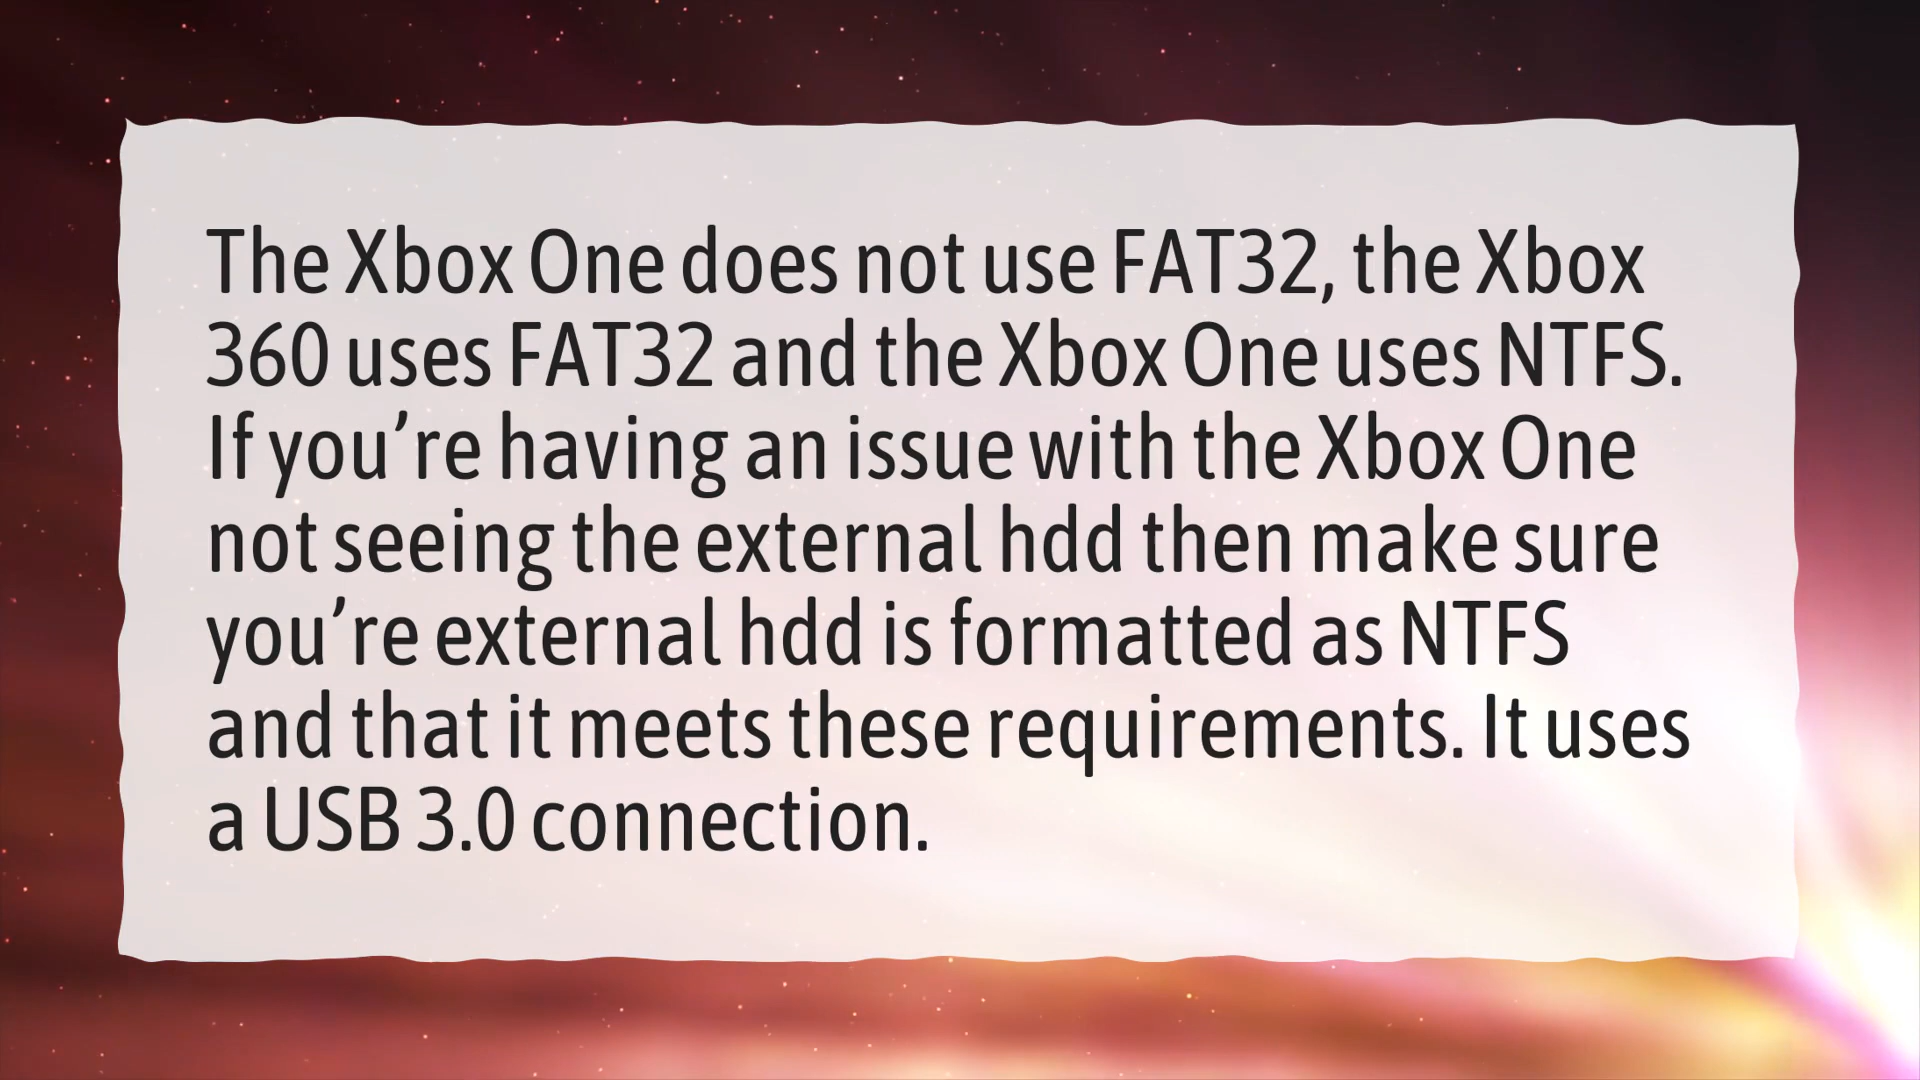 The Xbox One does not use FAT32, the Xbox
360 uses FAT32 and the Xbox One uses NTFS.
If you’re having an issue with the Xbox One
not seeing the external hdd then make sure
you’re external hdd is formatted as NTFS
and that it meets these requirements. It uses
a USB 3.0 connection.